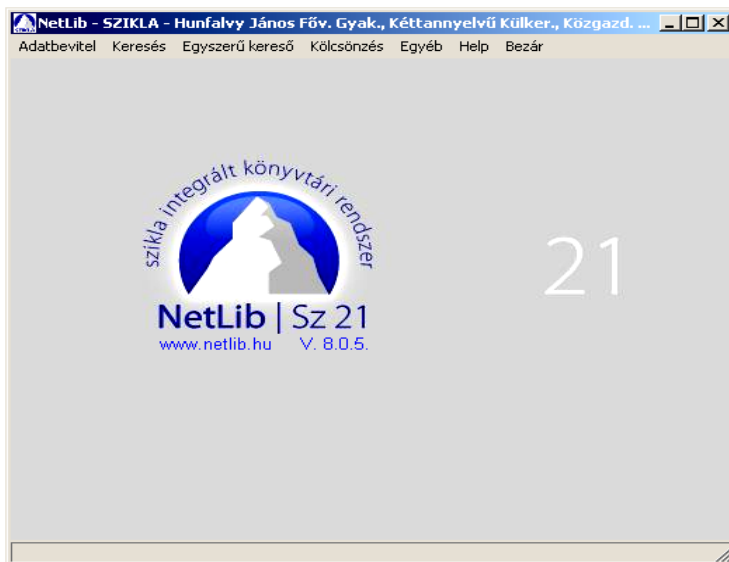 NetLib - SZIKLA - Hunfalvy János Föv. Gyak., Kéttannyelvű Külker., Közgazd. ...
Adatbevitel Keresés Egyszerű kereső Kölcsönzés Egyéb Help Bezár
szikla integrált könyvtári rendszer
21
NetLib | Sz 21
www.netlib.hu V. 8.0.5.